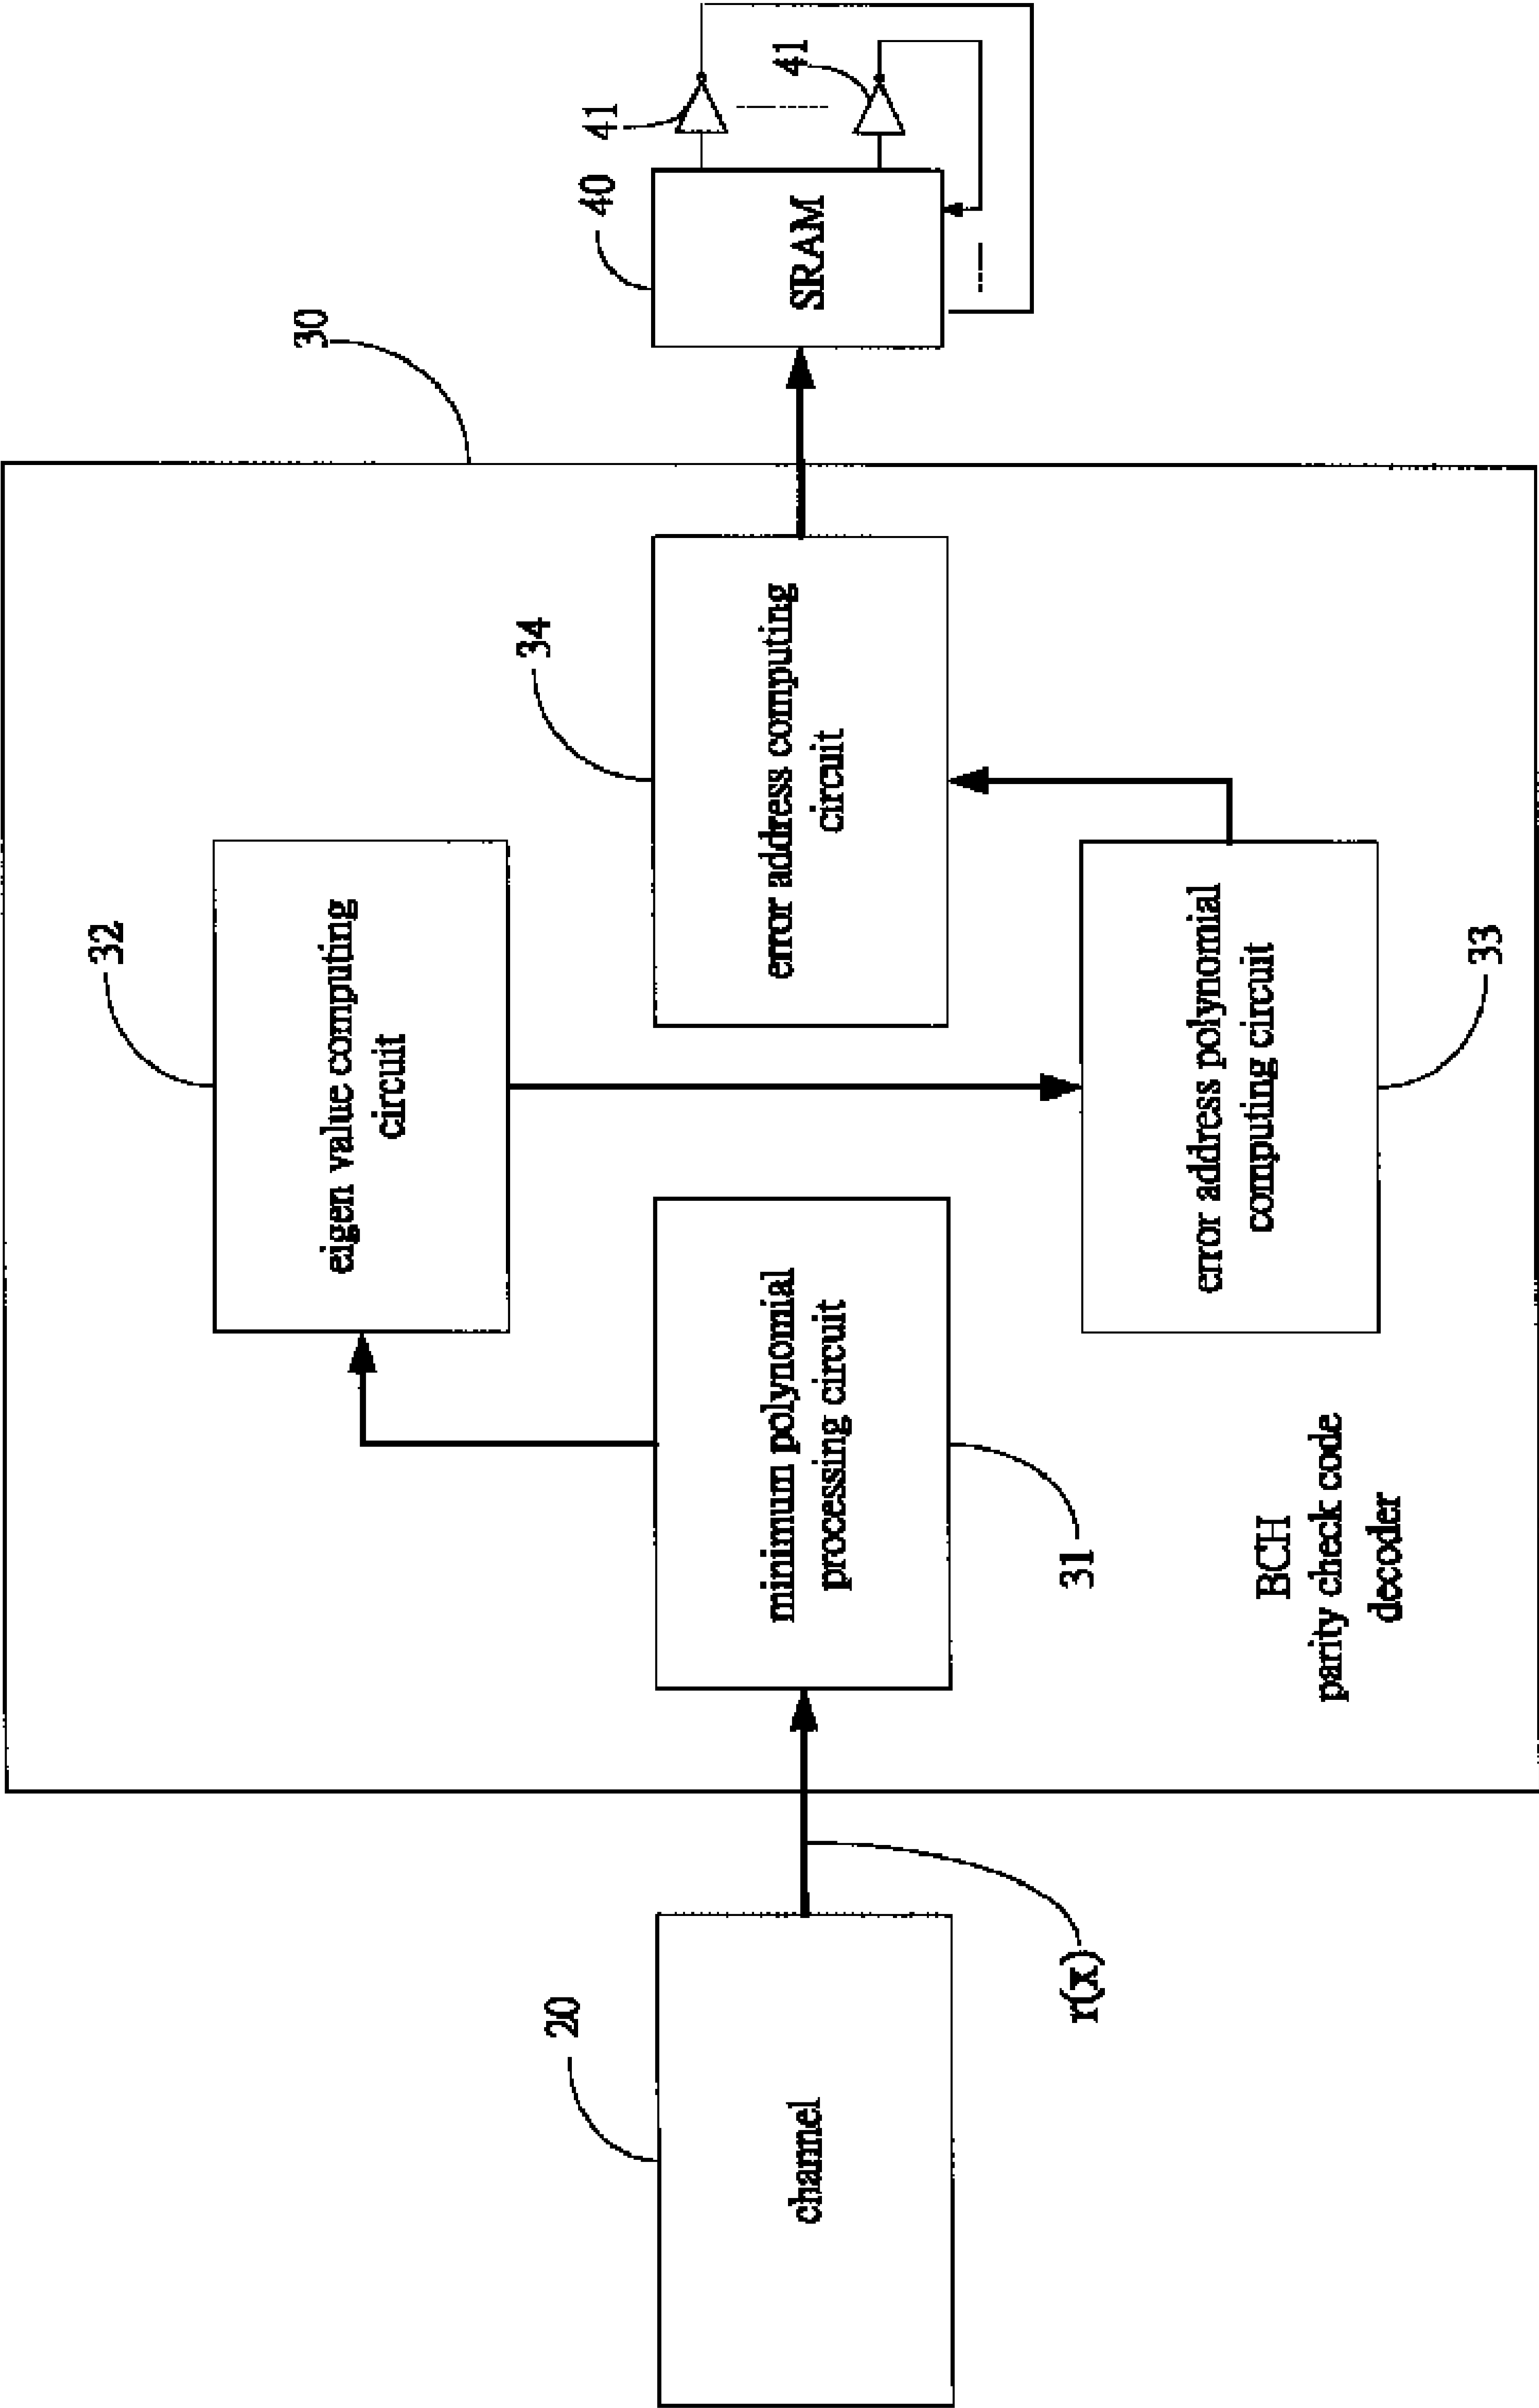 20
channel
r(x)
30
32
eigen value computing
circuit
34
error address computing
circuit
minimum polynomial
processing circuit
31
error address polynomial
computing circuit
33
BCH
parity check code
decoder
40
SRAM
41
41